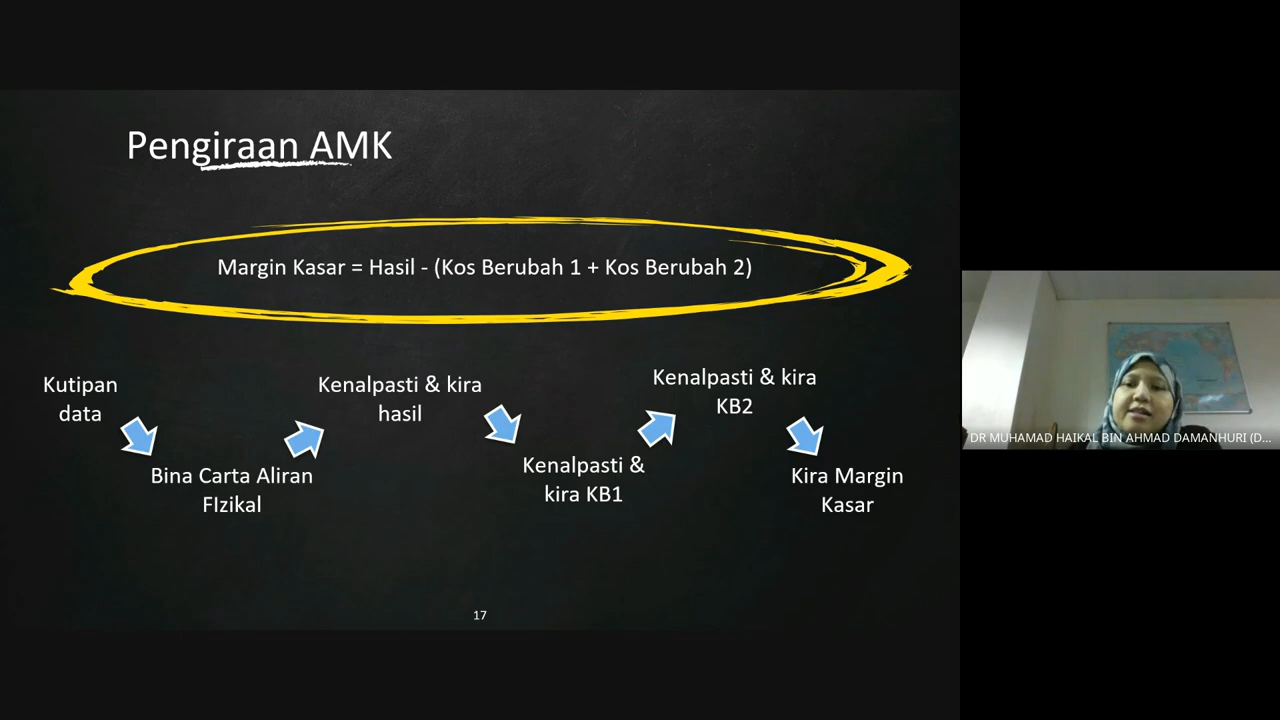 Pengiraan AMK
Margin Kasar = Hasil - (Kos Berubah 1 + Kos Berubah 2)
Kutipan
data
Bina Carta Aliran
FIzikal
Kenalpasti & kira
hasil
Kenalpasti &
kira KB1
Kenalpasti & kira
KB2
Kira Margin
Kasar
17
DR MUHAMAD HAIKAL BIN AHMAD DAMANHURI (D...